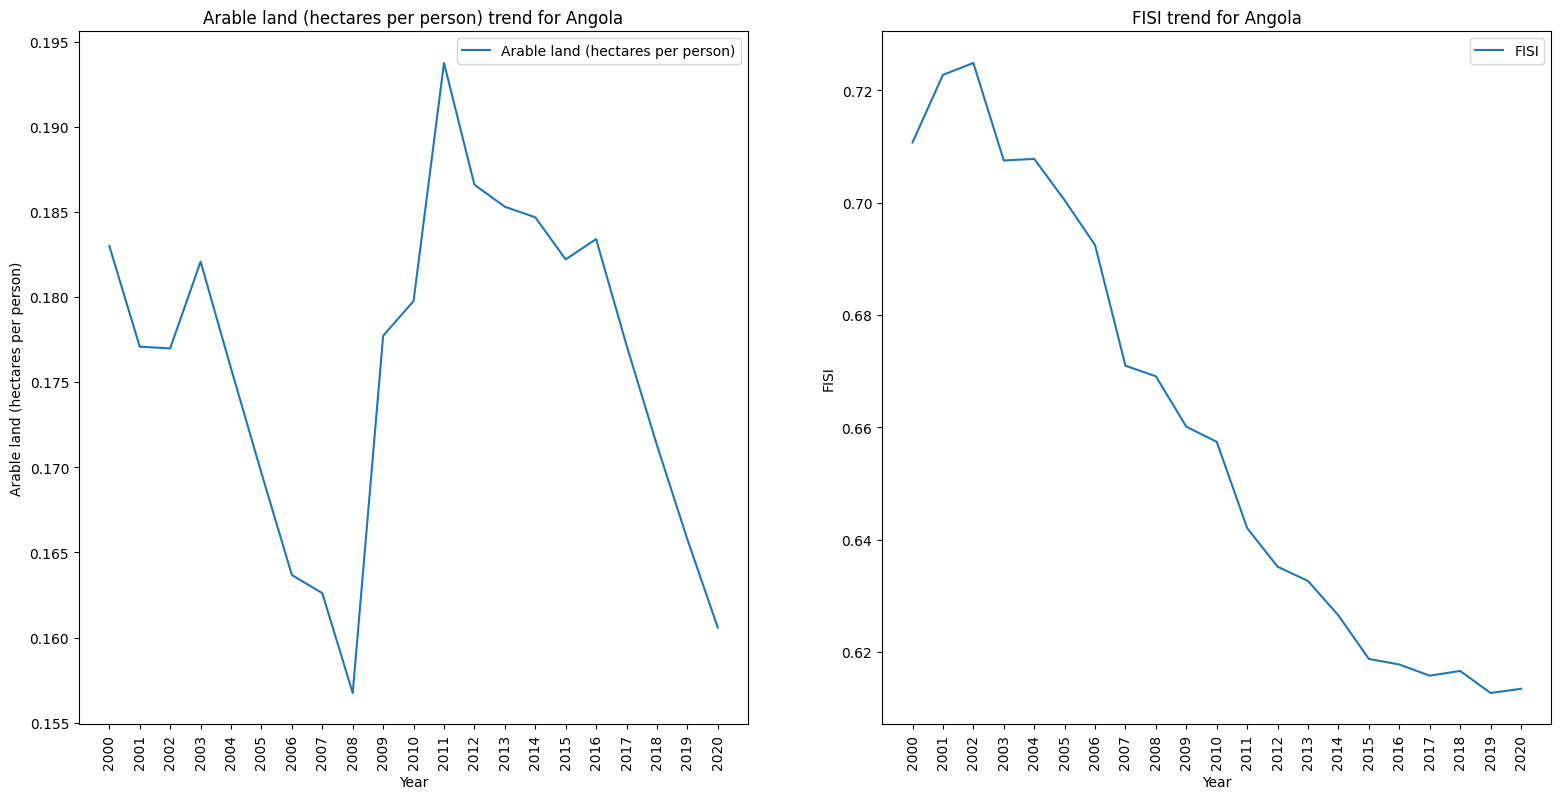 Arable land (hectares per person) trend for Angola
Arable land (hectares per person)
0.195
0.190
0.185
0.180
0.175
0.170
0.165
0.160
0.155
Arable land (hectares per person)
2000 2001 2002 2003 2004 2005 2006 2007 2008 2009 2010 2011 2012 2013 2014 2015 2016 2017 2018 2019 2020
Year
FISI trend for Angola
FISI
0.72
0.70
0.68
0.66
0.64
0.62
FISI
2000 2001 2002 2003 2004 2005 2006 2007 2008 2009 2010 2011 2012 2013 2014 2015 2016 2017 2018 2019 2020
Year